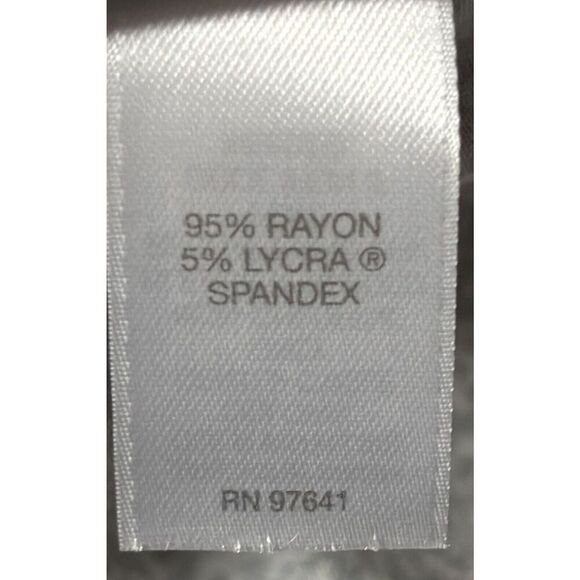 95% RAYON
5% LYCRA ®
SPANDEX
RN 97641